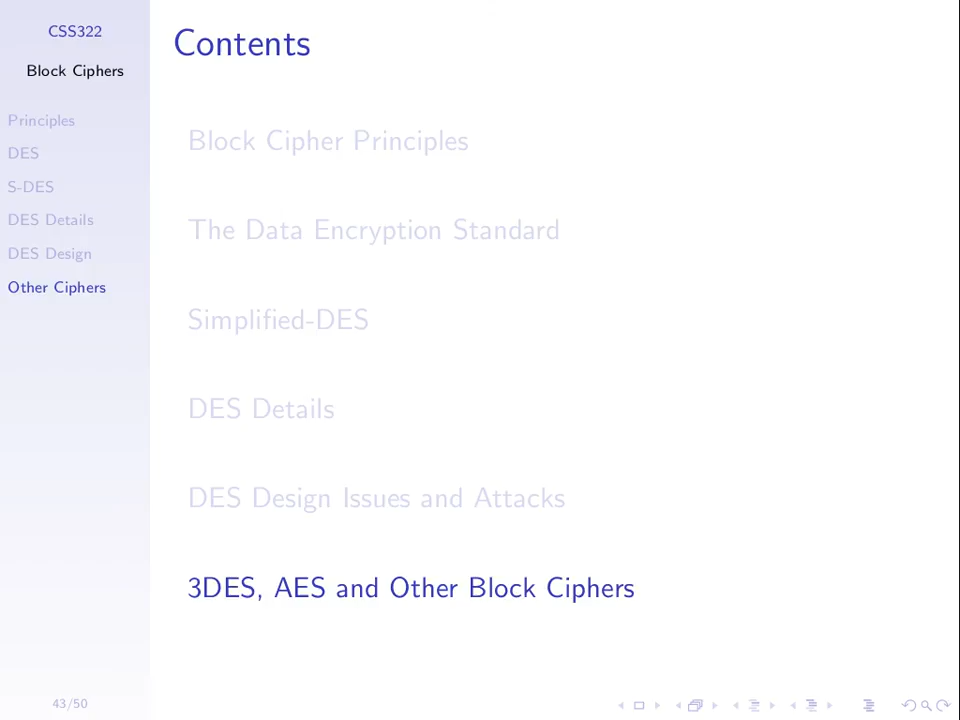 CSS322
Block Ciphers
Principles
DES
S-DES
DES Details
DES Design
Other Ciphers
43/50
Contents
Block Cipher Principles
The Data Encryption Standard
Simplified-DES
DES Details
DES Design Issues and Attacks
3DES, AES and Other Block Ciphers